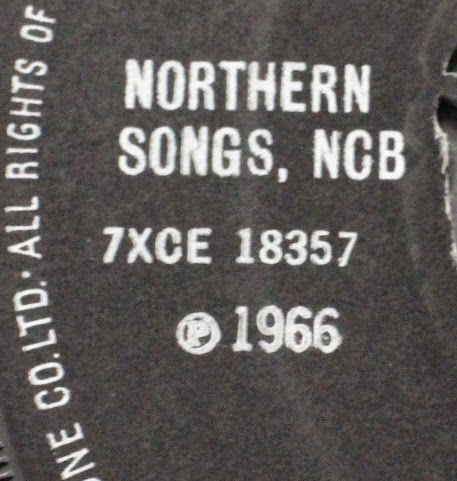 NORTHERN
SONGS, NCB
7XCE 18357
℗ 1966
NE CO.LTD. · ALL RIGHTS OF